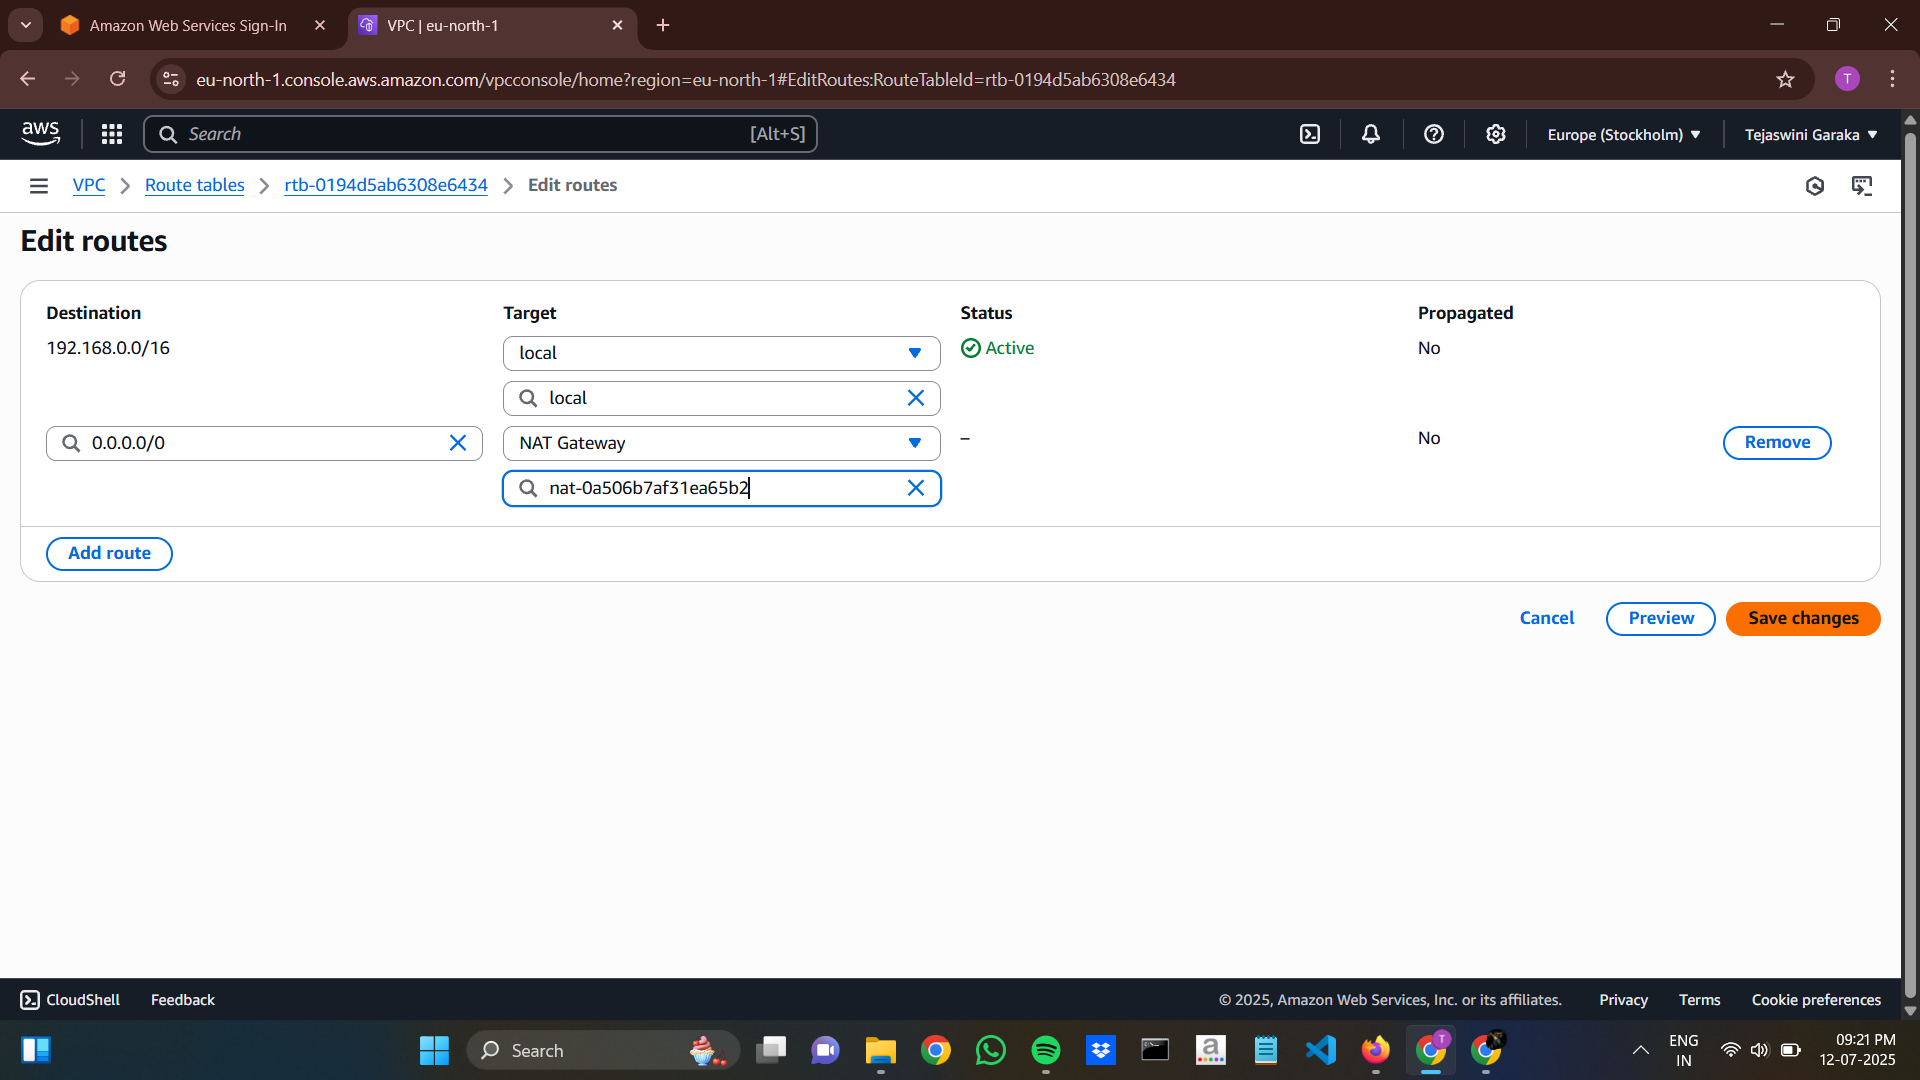 Amazon Web Services Sign-In
VPC | eu-north-1
eu-north-1.console.aws.amazon.com/vpcconsole/home?region=eu-north-1#EditRoutes:RouteTableId=rtb-0194d5ab6308e6434
T
aws
Search
[Alt+S]
Europe (Stockholm)
Tejaswini Garaka
VPC
Route tables
rtb-0194d5ab6308e6434
Edit routes
Edit routes
Destination
Target
Status
Propagated
192.168.0.0/16
local
Active
No
local
0.0.0.0/0
NAT Gateway
–
No
Remove
nat-0a506b7af31ea65b2
Add route
Cancel
Preview
Save changes
CloudShell
Feedback
© 2025, Amazon Web Services, Inc. or its affiliates.
Privacy
Terms
Cookie preferences
Search
a
T
ENG
IN
09:21 PM
12-07-2025